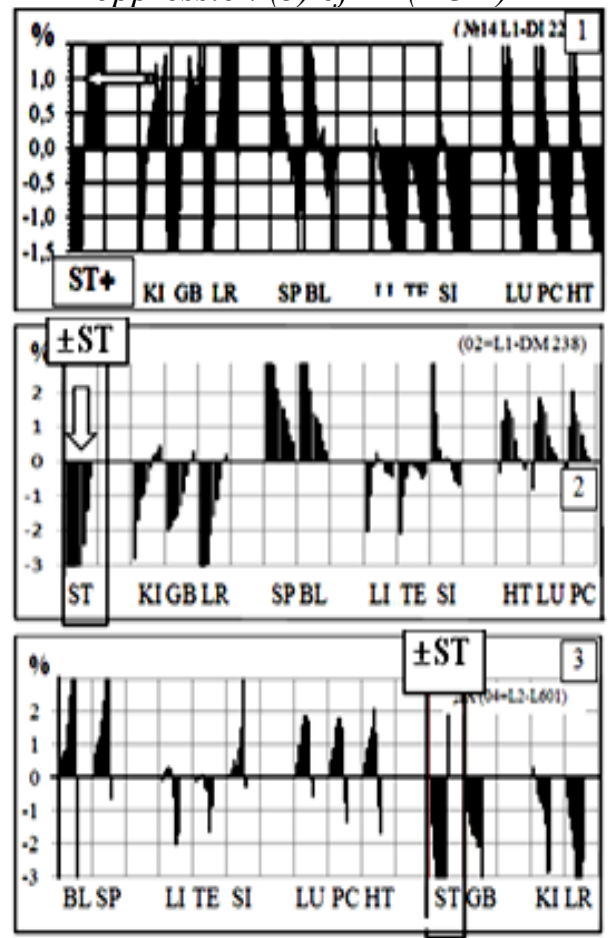 % (№14 L1-DI 22 1
1,0
0,5
0,0
-0,5
-1,0
-1,5
ST+ KI GB LR SP BL TE SI LU PC HT
% ±ST (02=L1-DM 238)
2
1
0
-1
2
-2
-3
ST KI GB LR SP BL LI TE SI HT LU PC
% ±ST 3
(04+L2-L601)
2
1
0
-1
-2
-3
BL SP LI TE SI LU PC HT ST GB KI LR